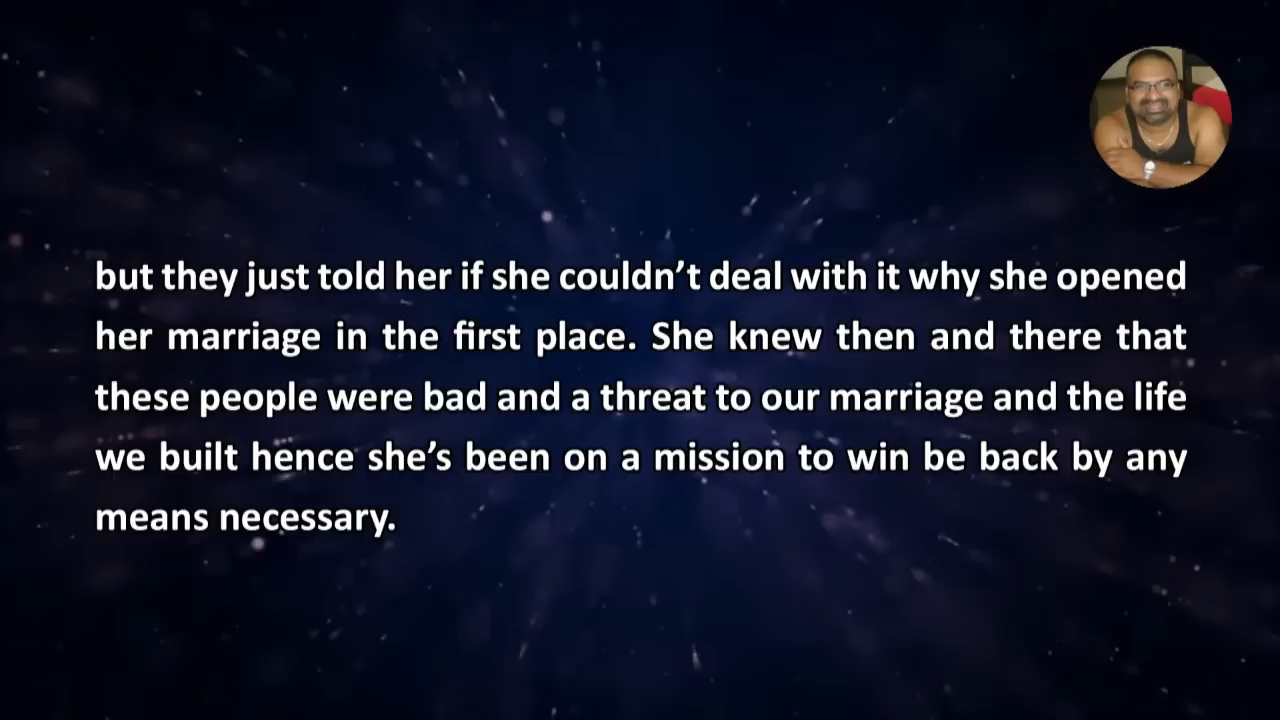 but they just told her if she couldn’t deal with it why she opened
her marriage in the first place. She knew then and there that
these people were bad and a threat to our marriage and the life
we built hence she’s been on a mission to win be back by any
means necessary.